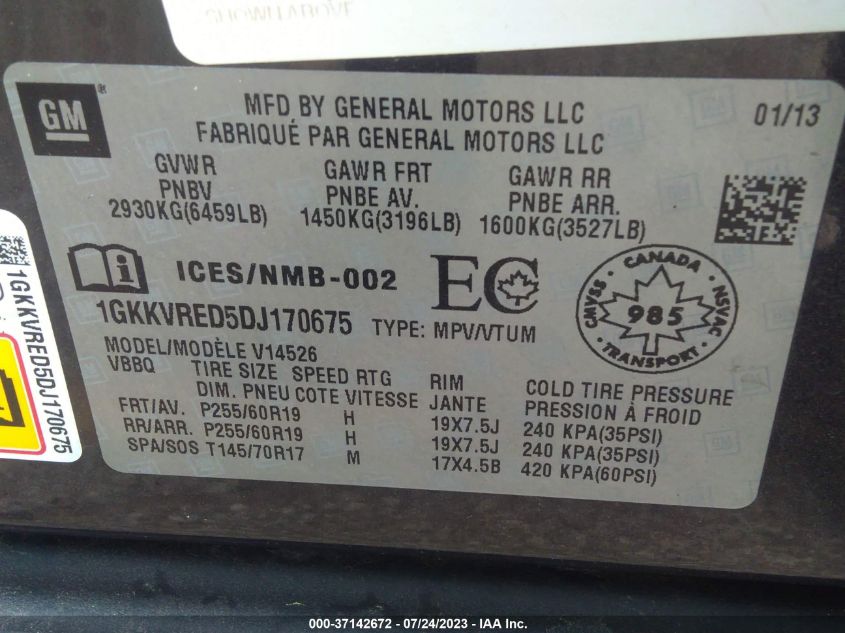 SHOWN ABOVE
GM ®
MFD BY GENERAL MOTORS LLC 01/13
FABRIQUÉ PAR GENERAL MOTORS LLC
GVWR GAWR FRT GAWR RR
PNBV PNBE AV. PNBE ARR.
2930KG(6459LB) 1450KG(3196LB) 1600KG(3527LB)
ICES/NMB-002 EC
CANADA
CMVSS 985 NSVAC
TRANSPORT
1GKKVRED5DJ170675 TYPE: MPV/VTUM
MODEL/MODÈLE V14526
VBBQ TIRE SIZE SPEED RTG RIM COLD TIRE PRESSURE
DIM. PNEU COTE VITESSE JANTE PRESSION À FROID
FRT/AV. P255/60R19 H 19X7.5J 240 KPA(35PSI)
RR/ARR. P255/60R19 H 19X7.5J 240 KPA(35PSI)
SPA/SOS T145/70R17 M 17X4.5B 420 KPA(60PSI)
1GKKVRED5DJ170675
000-37142672 / 07/24/2023 - IAA Inc.